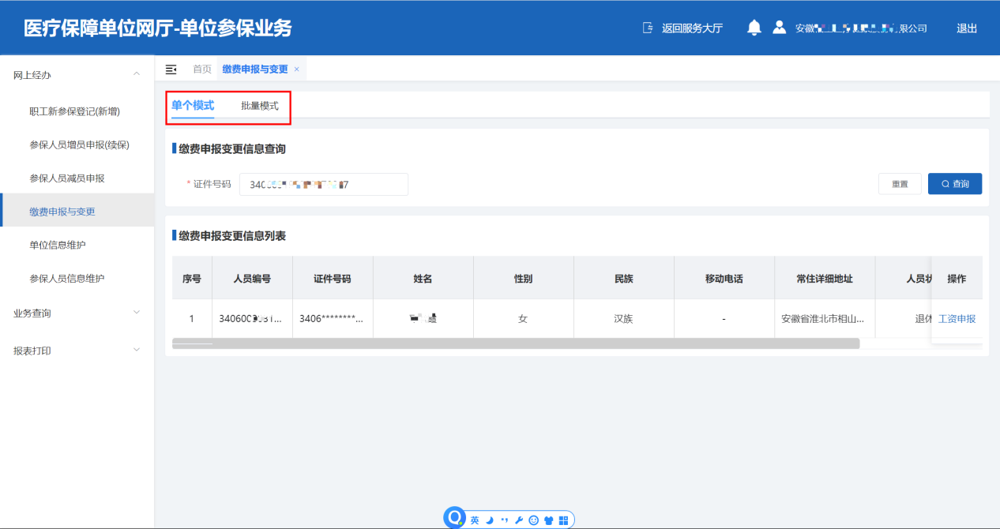 医疗保障单位网厅-单位参保业务
返回服务大厅
安徽
限公司
退出
网上经办
职工新参保登记(新增)
参保人员增员申报(续保)
参保人员减员申报
缴费申报与变更
单位信息维护
参保人员信息维护
业务查询
报表打印
首页 缴费申报与变更 ×
单个模式 批量模式
缴费申报变更信息查询
* 证件号码 340
7
重置 查询
缴费申报变更信息列表
序号 人员编号 证件号码 姓名 性别 民族 移动电话 常住详细地址 人员状 操作
1 340600 3406********... 女 汉族 - 安徽省淮北市相山... 退休 工资申报
英